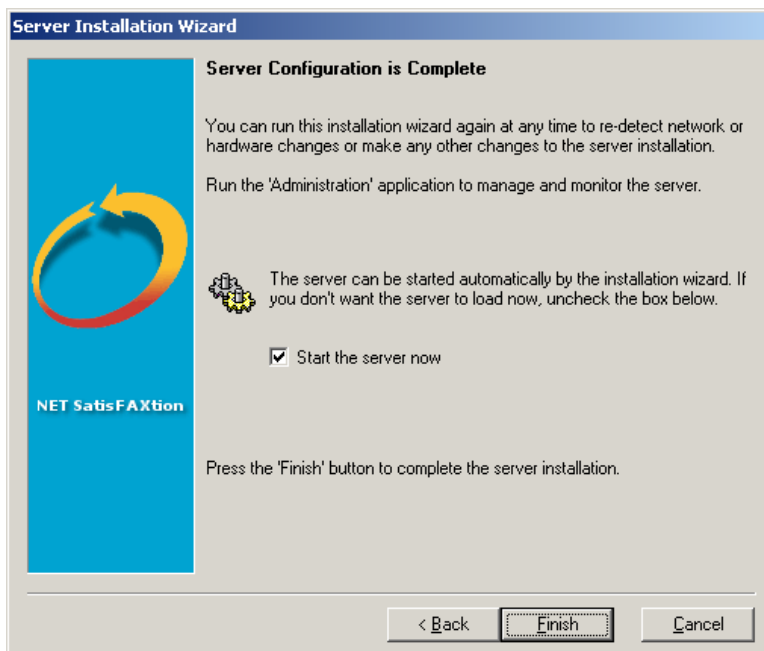 Server Installation Wizard
Server Configuration is Complete
You can run this installation wizard again at any time to re-detect network or
hardware changes or make any other changes to the server installation.
Run the 'Administration' application to manage and monitor the server.
The server can be started automatically by the installation wizard. If
you don't want the server to load now, uncheck the box below.
Start the server now
NET SatisFAXtion
Press the 'Finish' button to complete the server installation.
< Back
Finish
Cancel